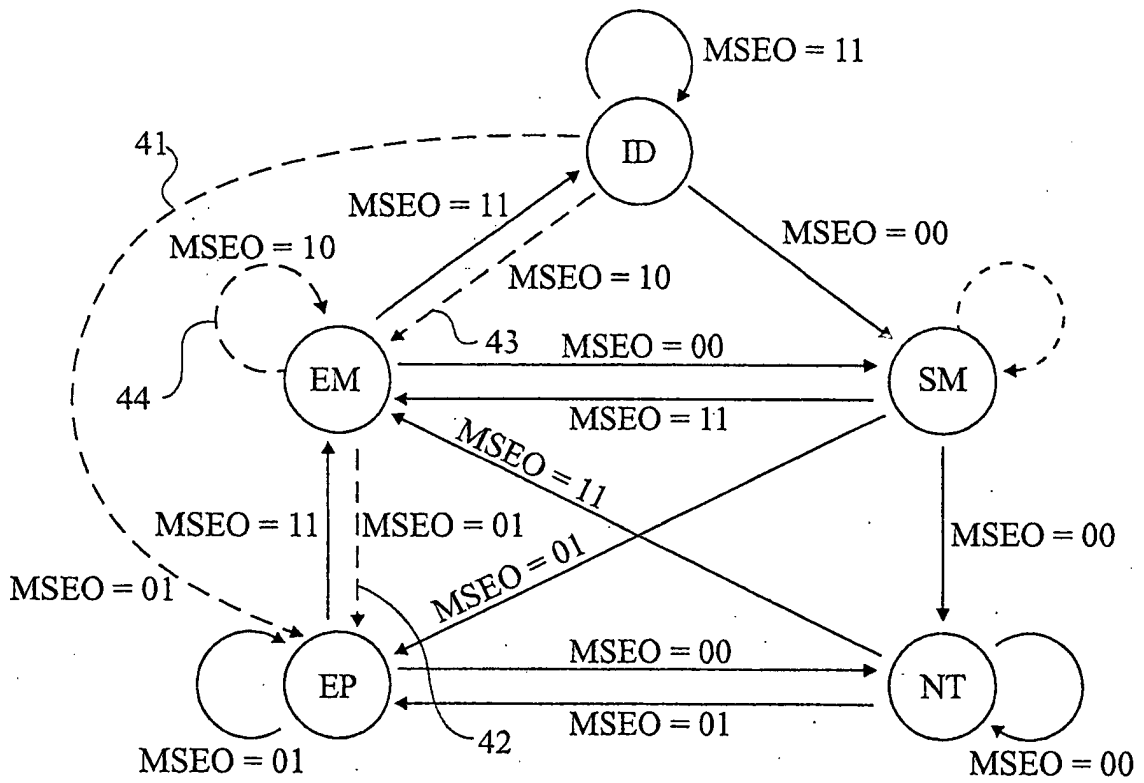 MSEO = 11
41
ID
MSEO = 11
MSEO = 00
MSEO = 10
MSEO = 10
43
MSEO = 00
EM
SM
44
MSEO = 11
MSEO = 11
MSEO = 11
MSEO = 01
MSEO = 01
MSEO = 00
MSEO = 01
MSEO = 00
EP
NT
MSEO = 01
42
MSEO = 01
MSEO = 00